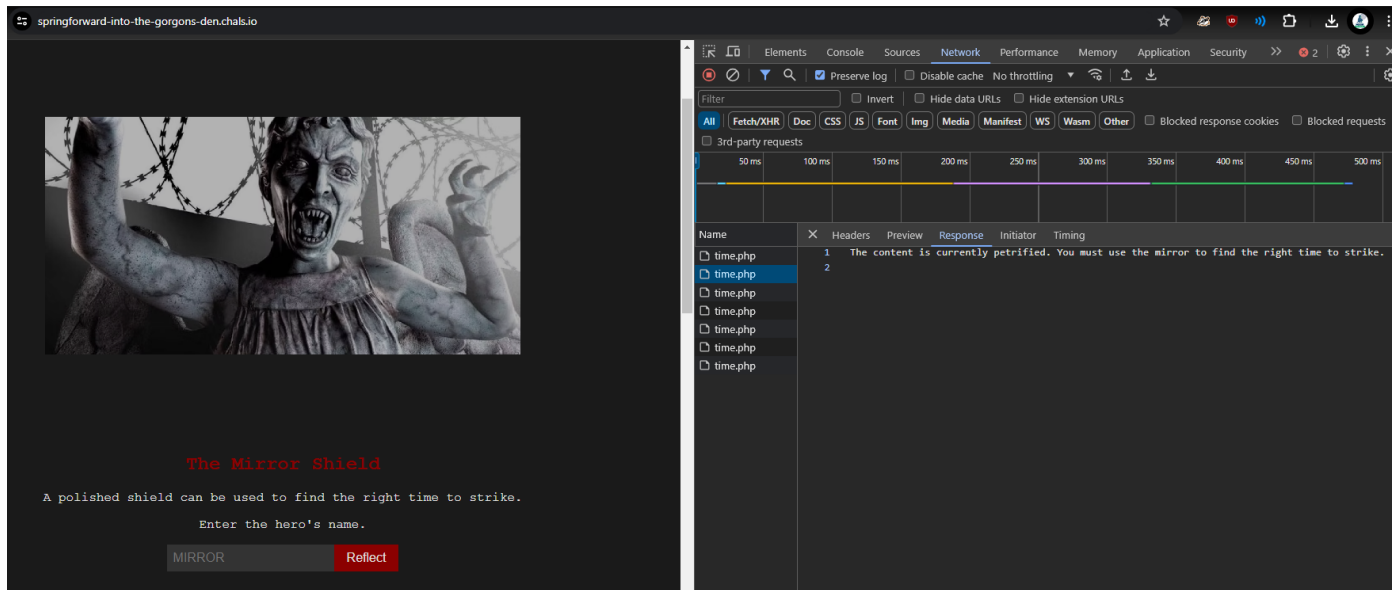 springforward-into-the-gorgons-den.chals.io
Elements Console Sources Network Performance Memory Application Security 2
Preserve log Disable cache No throttling
Filter Invert Hide data URLs Hide extension URLs
All Fetch/XHR Doc CSS JS Font Img Media Manifest WS Wasm Other Blocked response cookies Blocked requests
3rd-party requests
50 ms 100 ms 150 ms 200 ms 250 ms 300 ms 350 ms 400 ms 450 ms 500 ms
Name Headers Preview Response Initiator Timing
time.php
time.php
time.php
time.php
time.php
time.php
time.php
1 The content is currently petrified. You must use the mirror to find the right time to strike.
2
The Mirror Shield
A polished shield can be used to find the right time to strike.
Enter the hero's name.
MIRROR Reflect